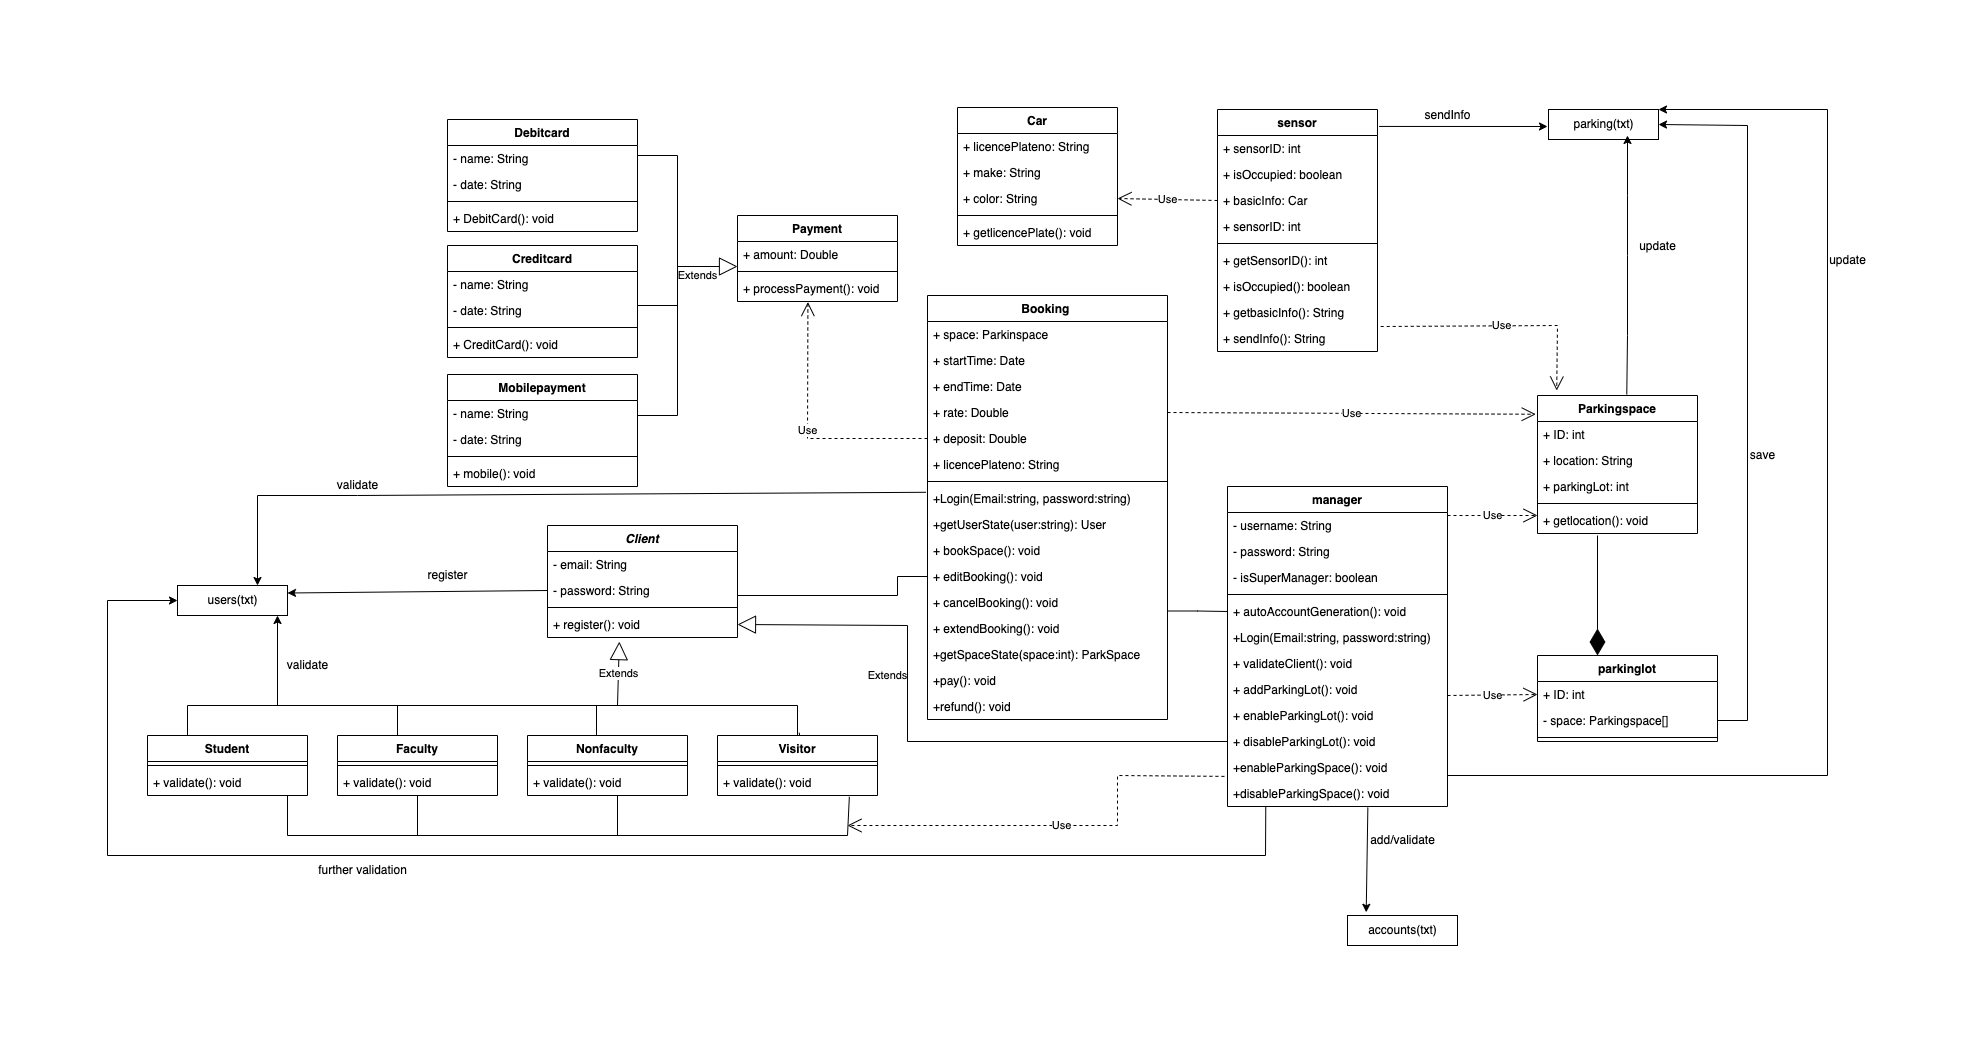 Debitcard
- name: String
- date: String
+ DebitCard(): void
Creditcard
- name: String
- date: String
+ CreditCard(): void
Mobilepayment
- name: String
- date: String
+ mobile(): void
Extends
Payment
+ amount: Double
+ processPayment(): void
Use
Car
+ licencePlateno: String
+ make: String
+ color: String
+ getlicencePlate(): void
Use
sensor
+ sensorID: int
+ isOccupied: boolean
+ basicInfo: Car
+ sensorID: int
+ getSensorID(): int
+ isOccupied(): boolean
+ getbasicInfo(): String
+ sendInfo(): String
sendInfo
parking(txt)
update
update
save
Use
Booking
+ space: Parkinspace
+ startTime: Date
+ endTime: Date
+ rate: Double
+ deposit: Double
+ licencePlateno: String
+Login(Email:string, password:string)
+getUserState(user:string): User
+ bookSpace(): void
+ editBooking(): void
+ cancelBooking(): void
+ extendBooking(): void
+getSpaceState(space:int): ParkSpace
+pay(): void
+refund(): void
Use
Parkingspace
+ ID: int
+ location: String
+ parkingLot: int
+ getlocation(): void
manager
- username: String
- password: String
- isSuperManager: boolean
+ autoAccountGeneration(): void
+Login(Email:string, password:string)
+ validateClient(): void
+ addParkingLot(): void
+ enableParkingLot(): void
+ disableParkingLot(): void
+enableParkingSpace(): void
+disableParkingSpace(): void
Use
Use
parkinglot
+ ID: int
- space: Parkingspace[]
validate
Client
- email: String
- password: String
+ register(): void
register
users(txt)
validate
Extends
Extends
Student
+ validate(): void
Faculty
+ validate(): void
Nonfaculty
+ validate(): void
Visitor
+ validate(): void
Use
further validation
add/validate
accounts(txt)